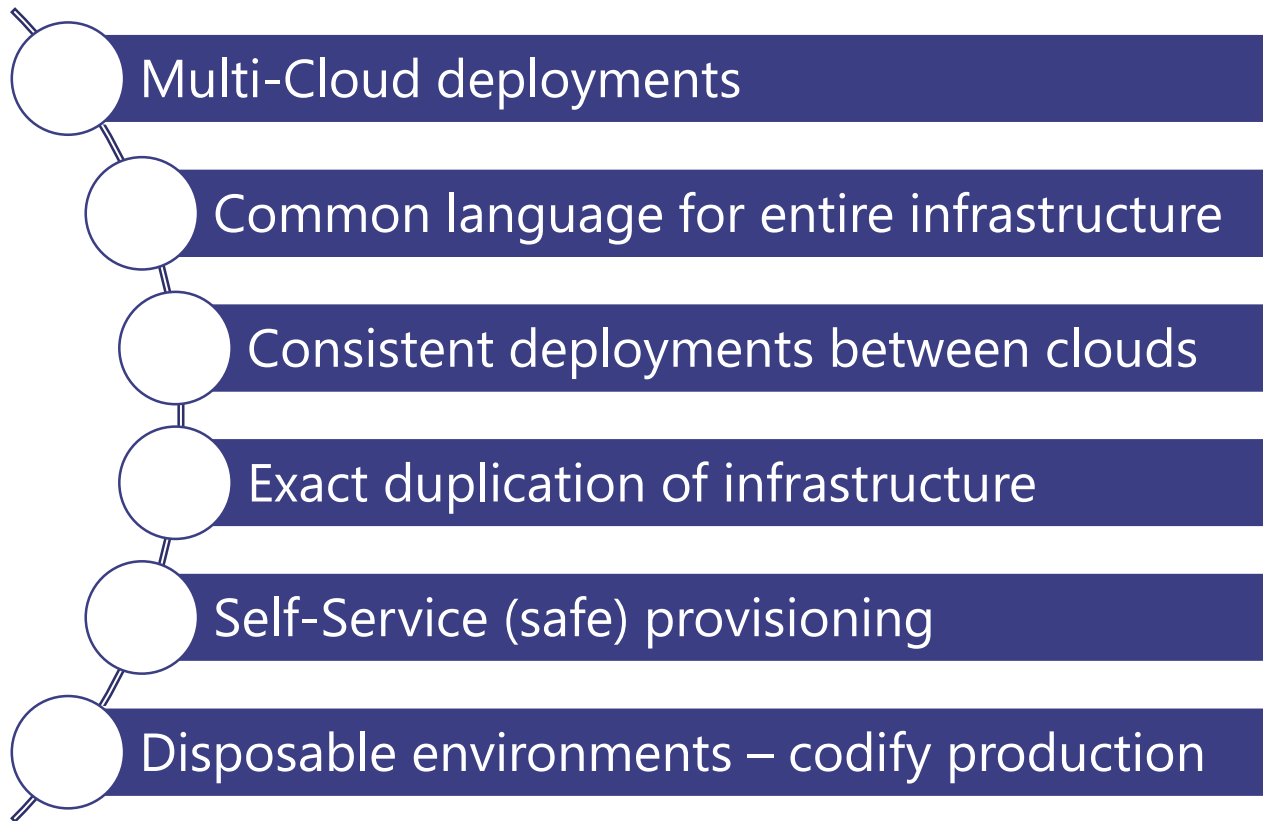 Multi-Cloud deployments
Common language for entire infrastructure
Consistent deployments between clouds
Exact duplication of infrastructure
Self-Service (safe) provisioning
Disposable environments – codify production